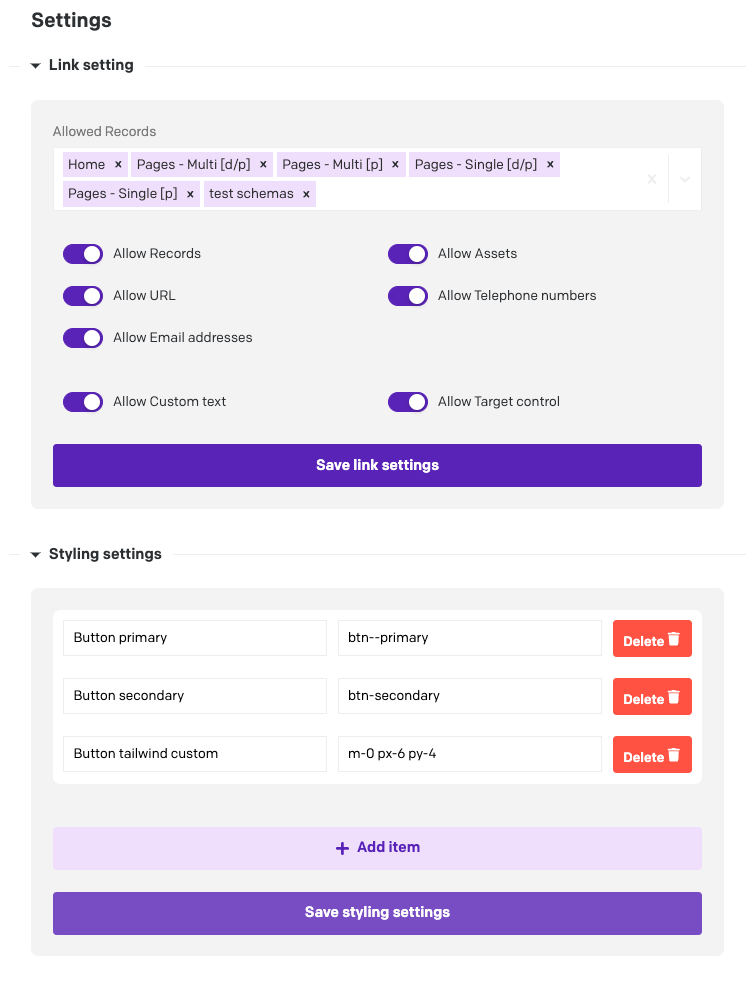 Settings
Link setting
Allowed Records
Home × Pages - Multi [d/p] × Pages - Multi [p] × Pages - Single [d/p] ×
Pages - Single [p] × test schemas ×
Allow Records Allow Assets
Allow URL Allow Telephone numbers
Allow Email addresses
Allow Custom text Allow Target control
Save link settings
Styling settings
Button primary btn--primary Delete
Button secondary btn-secondary Delete
Button tailwind custom m-0 px-6 py-4 Delete
+ Add item
Save styling settings